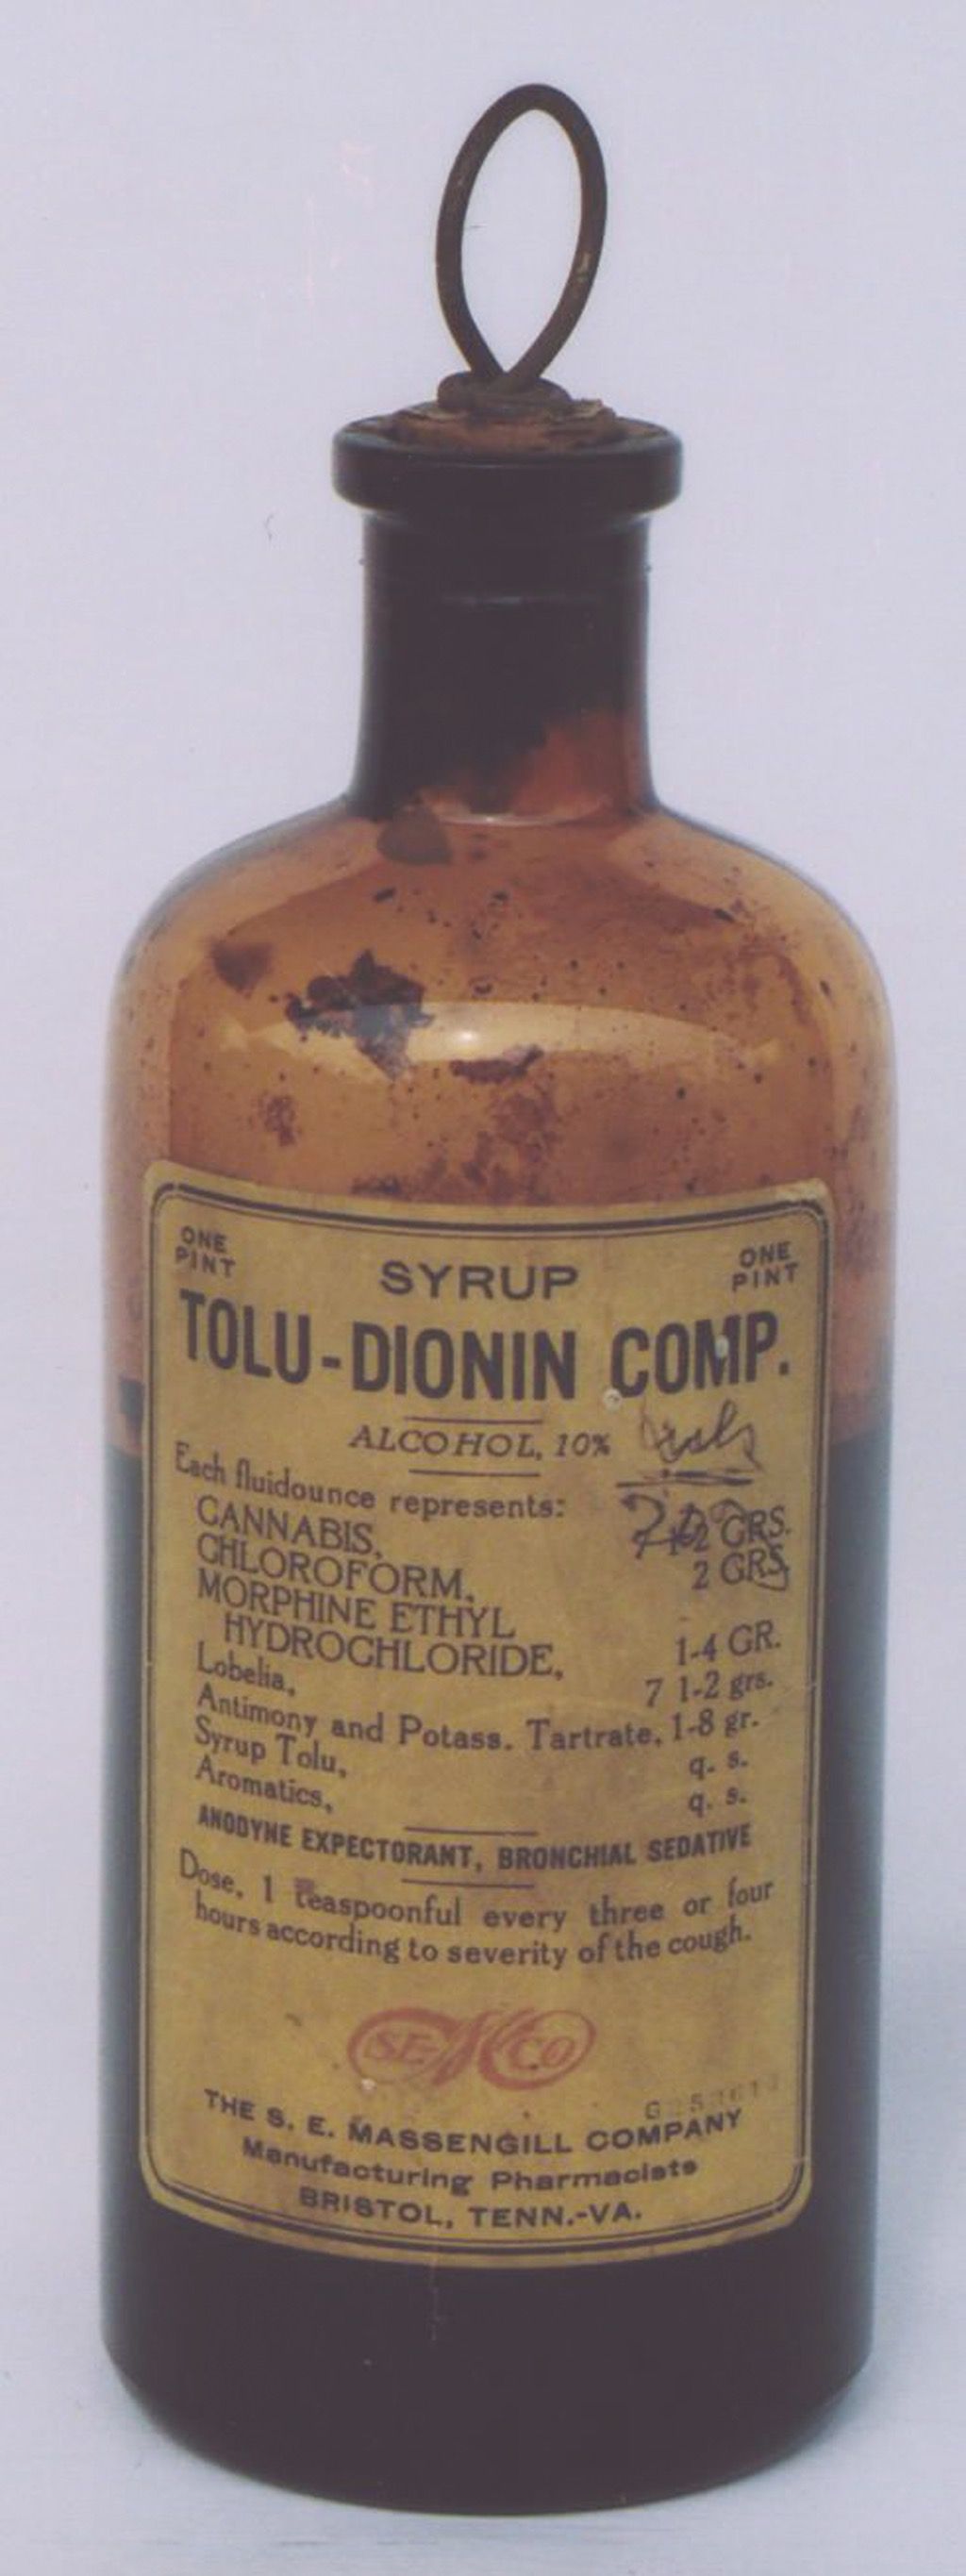 ONE PINT
ONE PINT
SYRUP
TOLU-DIONIN COMP.
ALCOHOL, 10%
Each fluidounce represents:
CANNABIS, GRS.
CHLOROFORM, 2 GRS.
MORPHINE ETHYL
HYDROCHLORIDE, 1-4 GR.
Lobelia, 7 1-2 grs.
Antimony and Potass. Tartrate, 1-8 gr.
Syrup Tolu, q. s.
Aromatics, q. s.
ANODYNE EXPECTORANT, BRONCHIAL SEDATIVE
Dose, 1 teaspoonful every three or four
hours according to severity of the cough.
SE M CO
THE S. E. MASSENGILL COMPANY
Manufacturing Pharmacists
BRISTOL, TENN.-VA.